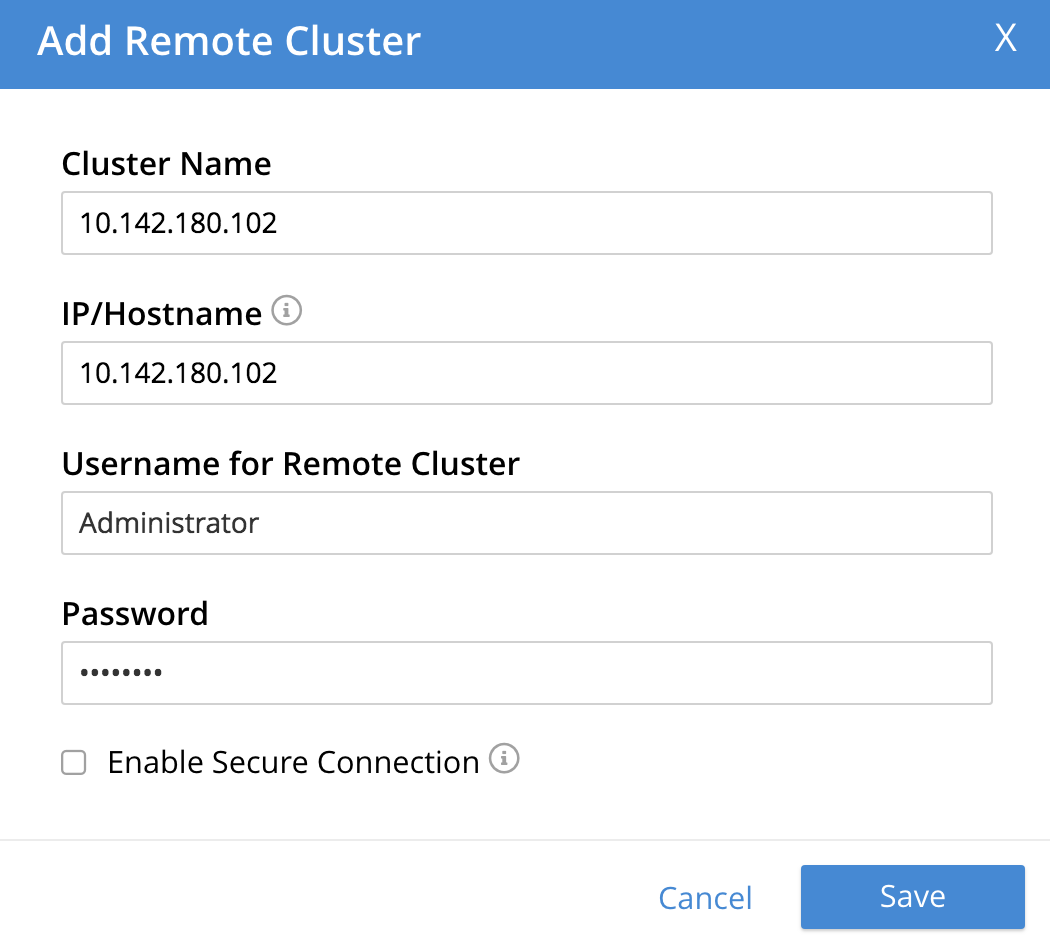 Add Remote Cluster X
Cluster Name
10.142.180.102
IP/Hostname i
10.142.180.102
Username for Remote Cluster
Administrator
Password
••••••••
Enable Secure Connection i
Cancel Save